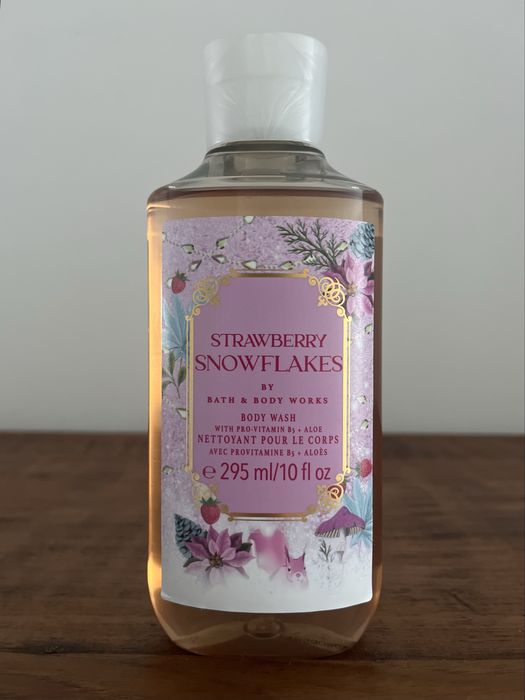 STRAWBERRY
SNOWFLAKES
BY
BATH & BODY WORKS
BODY WASH
WITH PRO-VITAMIN B5 + ALOE
NETTOYANT POUR LE CORPS
AVEC PROVITAMINE B5 + ALOÈS
℮ 295 ml/10 fl oz